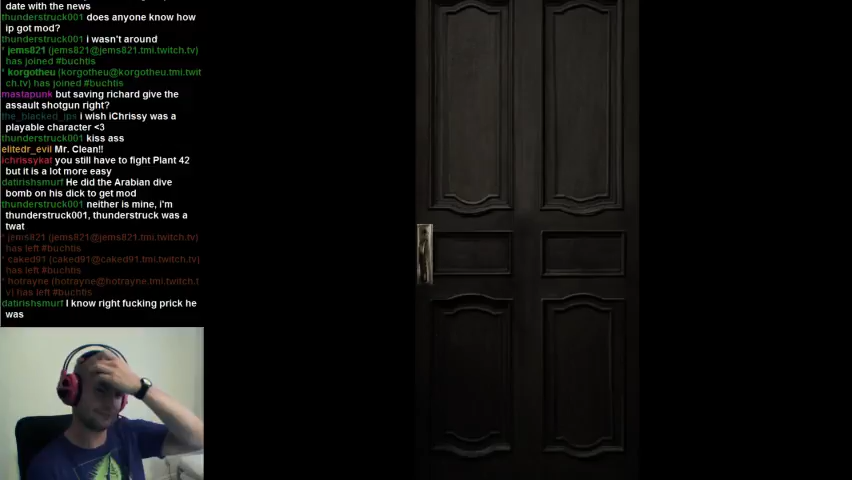 date with the news
thunderstruck001 does anyone know how
ip got mod?
thunderstruck001 i wasn't around
* jems821 (jems821@jems821.tmi.twitch.tv)
has joined #buchtis
* korgotheu (korgotheu@korgotheu.tmi.twit
ch.tv) has joined #buchtis
mastapunk but saving richard give the
assault shotgun right?
the_blacked_ips i wish iChrissy was a
playable character <3
thunderstruck001 kiss ass
elitedr_evil Mr. Clean!!
ichrissykat you still have to fight Plant 42
but it is a lot more easy
datirishsmurf He did the Arabian dive
bomb on his dick to get mod
thunderstruck001 neither is mine, i'm
thunderstruck001, thunderstruck was a
twat
* jems821 (jems821@jems821.tmi.twitch.tv)
has left #buchtis
* caked91 (caked91@caked91.tmi.twitch.tv)
has left #buchtis
* hotrayne (hotrayne@hotrayne.tmi.twitch.t
v) has left #buchtis
datirishsmurf I know right fucking prick he
was